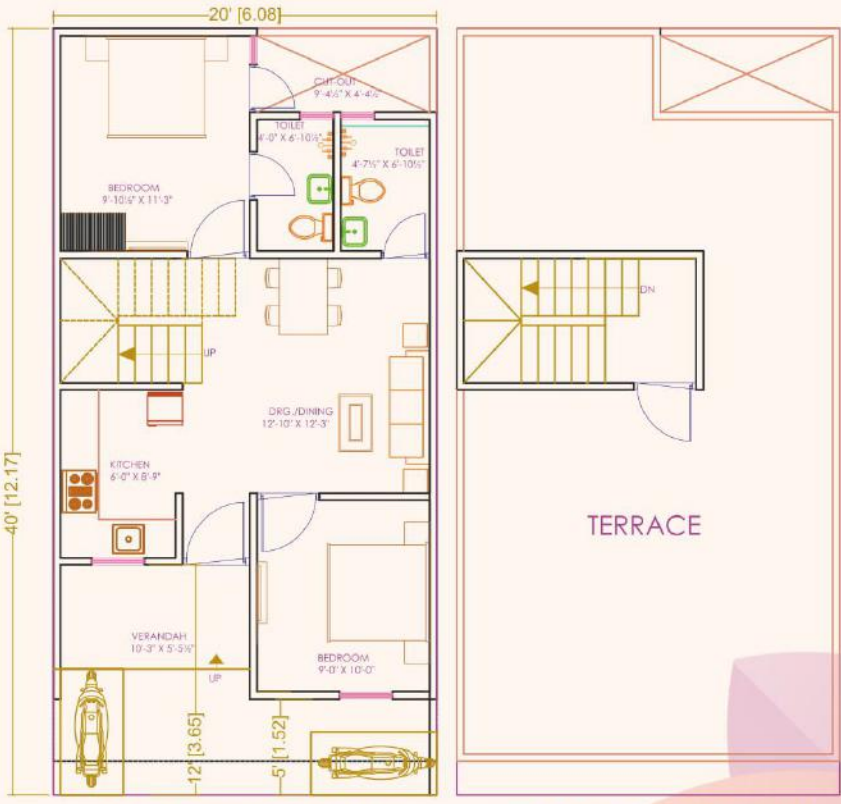 20' [6.08]
CUT-OUT
9'-4½" X 4'-4½"
TOILET
4'-0" X 6'-10½"
TOILET
4'-7½" X 6'-10½"
BEDROOM
9'-10½" X 11'-3"
DN
UP
DRG./DINING
12'-10" X 12'-3"
KITCHEN
6'-0" X 8'-9"
40' [12.17]
TERRACE
VERANDAH
10'-3" X 5'-5½"
UP
BEDROOM
9'-0" X 10'-0"
12' [3.65]
5' [1.52]